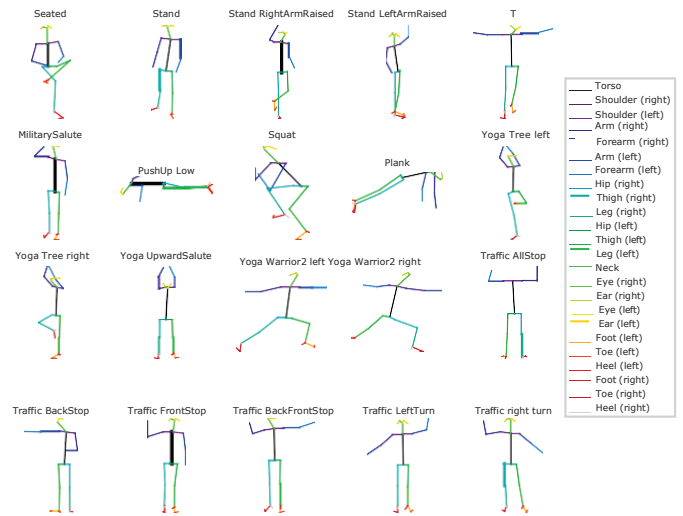 Seated
Stand
Stand RightArmRaised
Stand LeftArmRaised
T
MilitarySalute
PushUp Low
Squat
Plank
Yoga Tree left
Yoga Tree right
Yoga UpwardSalute
Yoga Warrior2 left
Yoga Warrior2 right
Traffic AllStop
Traffic BackStop
Traffic FrontStop
Traffic BackFrontStop
Traffic LeftTurn
Traffic right turn
Torso
Shoulder (right)
Shoulder (left)
Arm (right)
Forearm (right)
Arm (left)
Forearm (left)
Hip (right)
Thigh (right)
Leg (right)
Hip (left)
Thigh (left)
Leg (left)
Neck
Eye (right)
Ear (right)
Eye (left)
Ear (left)
Foot (left)
Toe (left)
Heel (left)
Foot (right)
Toe (right)
Heel (right)